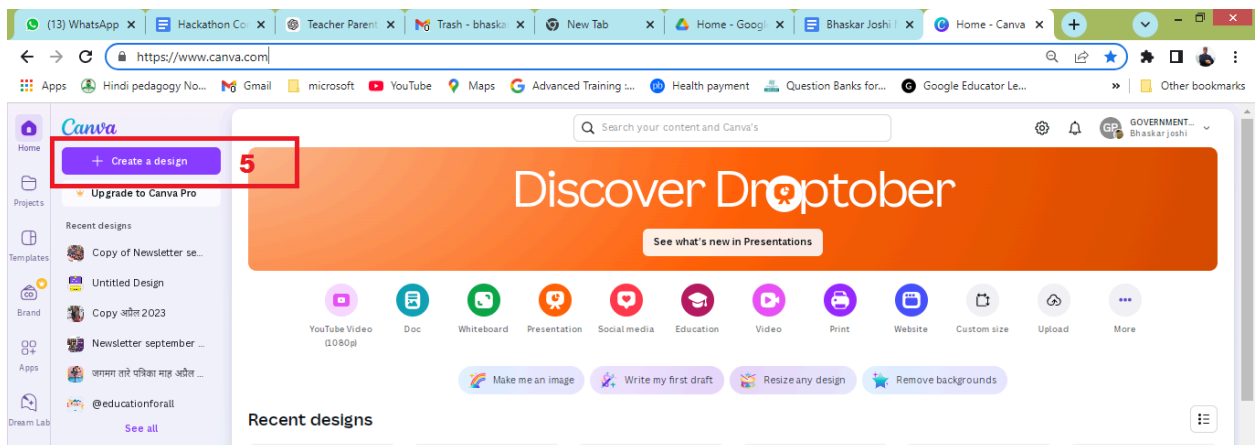 (13) WhatsApp
Hackathon Co
Teacher Parent
Trash - bhaska
New Tab
Home - Googl
Bhaskar Joshi
Home - Canva
https://www.canva.com
Apps
Hindi pedagogy No...
Gmail
microsoft
YouTube
Maps
Advanced Training :...
Health payment
Question Banks for...
Google Educator Le...
»
Other bookmarks
Home
Projects
Templates
Brand
Apps
Dream Lab
Canva
+ Create a design
5
Upgrade to Canva Pro
Recent designs
Copy of Newsletter se...
Untitled Design
Copy अप्रैल 2023
Newsletter september ...
जगमग तारे पत्रिका माह अप्रैल ...
@educationforall
See all
Search your content and Canva's
GP
GOVERNMENT...
Bhaskar joshi
Discover Droptober
See what's new in Presentations
YouTube Video
(1080p)
Doc
Whiteboard
Presentation
Social media
Education
Video
Print
Website
Custom size
Upload
More
Make me an image
Write my first draft
Resize any design
Remove backgrounds
Recent designs